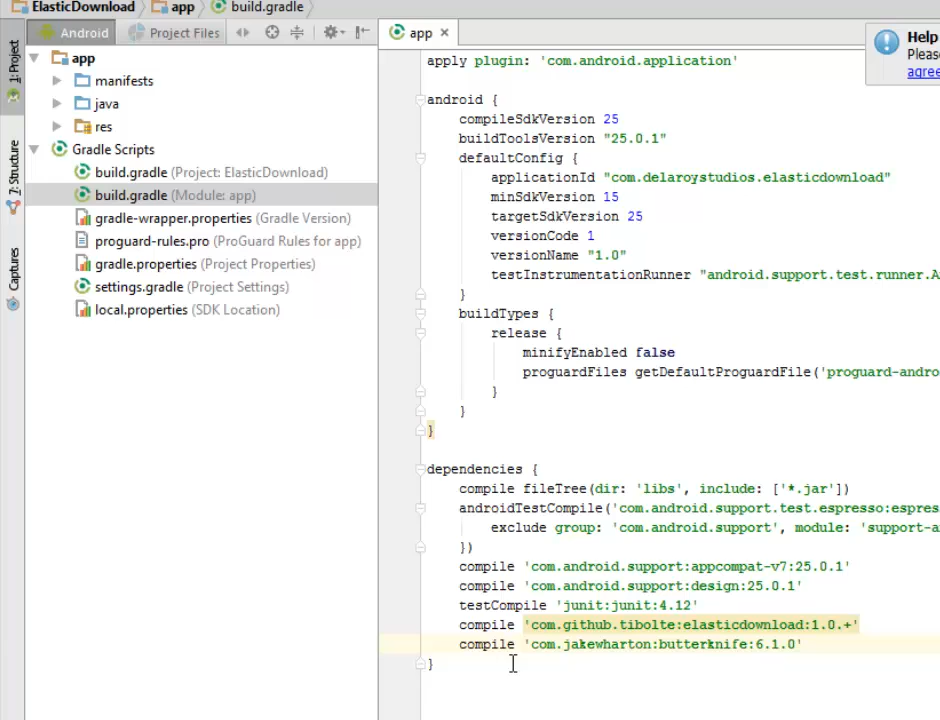 ElasticDownload app build.gradle
Android Project Files
app
Help
Please
agree
1: Project
7: Structure
Captures
app
manifests
java
res
Gradle Scripts
build.gradle (Project: ElasticDownload)
build.gradle (Module: app)
gradle-wrapper.properties (Gradle Version)
proguard-rules.pro (ProGuard Rules for app)
gradle.properties (Project Properties)
settings.gradle (Project Settings)
local.properties (SDK Location)
apply plugin: 'com.android.application'
android {
compileSdkVersion 25
buildToolsVersion "25.0.1"
defaultConfig {
applicationId "com.delaroystudios.elasticdownload"
minSdkVersion 15
targetSdkVersion 25
versionCode 1
versionName "1.0"
testInstrumentationRunner "android.support.test.runner.A
}
buildTypes {
release {
minifyEnabled false
proguardFiles getDefaultProguardFile('proguard-andro
}
}
}
dependencies {
compile fileTree(dir: 'libs', include: ['*.jar'])
androidTestCompile('com.android.support.test.espresso:espres
exclude group: 'com.android.support', module: 'support-a
})
compile 'com.android.support:appcompat-v7:25.0.1'
compile 'com.android.support:design:25.0.1'
testCompile 'junit:junit:4.12'
compile 'com.github.tibolte:elasticdownload:1.0.+'
compile 'com.jakewharton:butterknife:6.1.0'
}